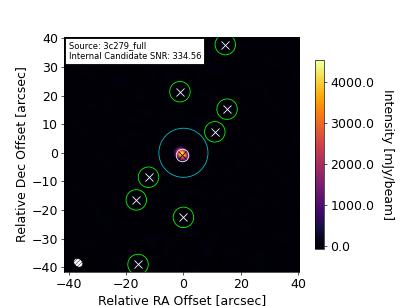 Source: 3c279_full
Internal Candidate SNR: 334.56
40
30
20
10
0
−10
−20
−30
−40
Relative Dec Offset [arcsec]
−40 −20 0 20 40
Relative RA Offset [arcsec]
4000.0
3000.0
2000.0
1000.0
0.0
Intensity [mJy/beam]